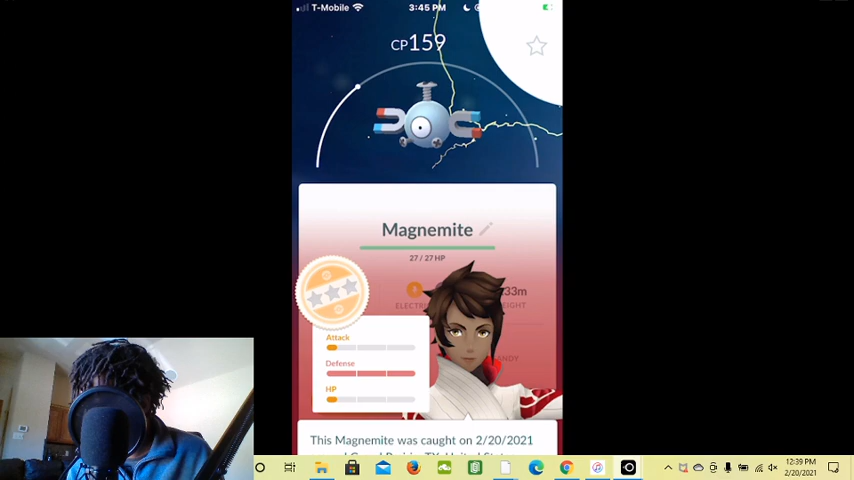 T-Mobile 3:45 PM
CP159
Magnemite
27 / 27 HP
ELECTRI 33m
EIGHT
Attack
Defense
NDY
HP
This Magnemite was caught on 2/20/2021
12:39 PM
2/20/2021